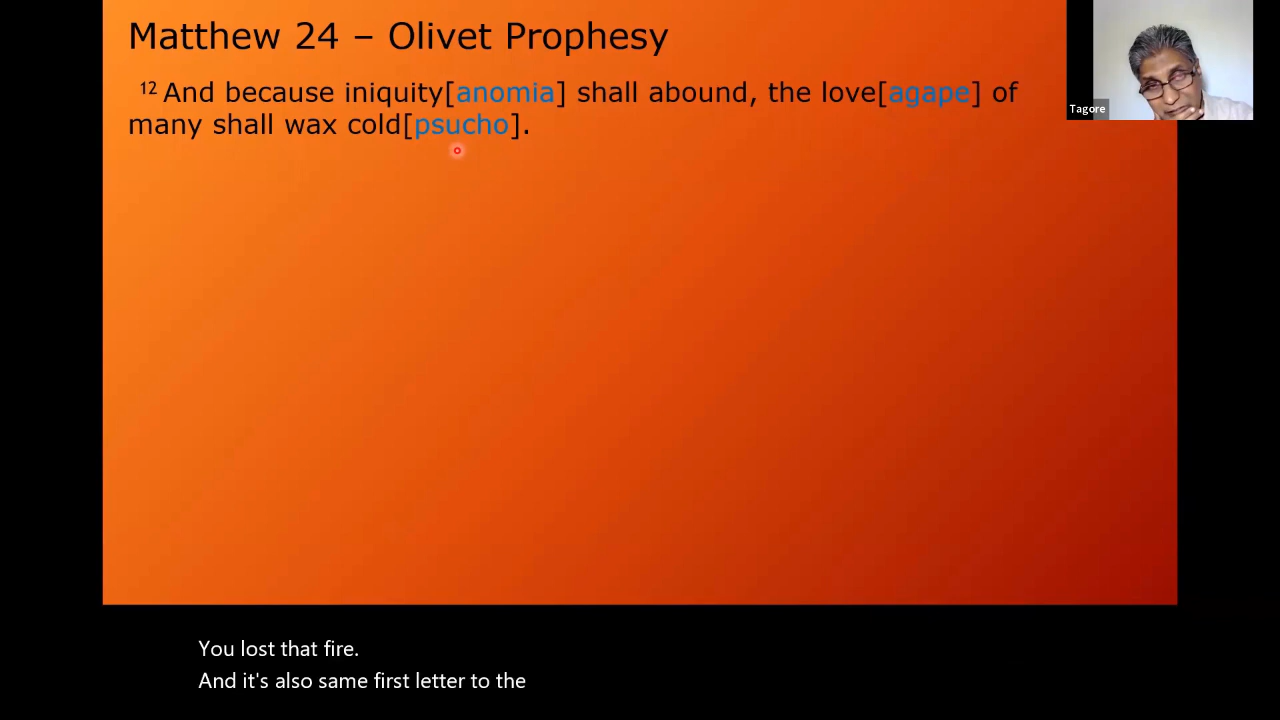 Matthew 24 – Olivet Prophesy
12 And because iniquity[anomia] shall abound, the love[agape] of
many shall wax cold[psucho].
Tagore
You lost that fire.
And it's also same first letter to the